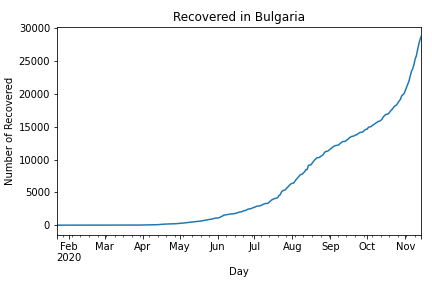 Recovered in Bulgaria
Number of Recovered
30000
25000
20000
15000
10000
5000
0
Feb Mar Apr May Jun Jul Aug Sep Oct Nov
2020
Day